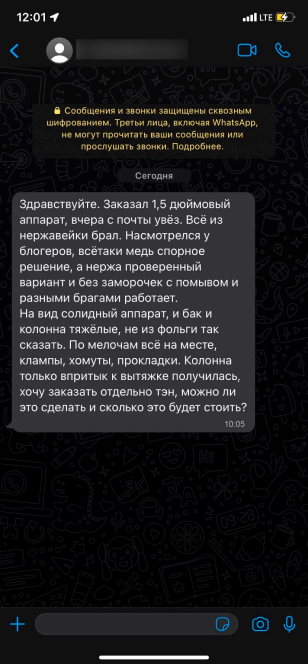 12:01
LTE
Сообщения и звонки защищены сквозным
шифрованием. Третьи лица, включая WhatsApp,
не могут прочитать ваши сообщения или
прослушать звонки. Подробнее.
Сегодня
Здравствуйте. Заказал 1,5 дюймовый
аппарат, вчера с почты увёз. Всё из
нержавейки брал. Насмотрелся у
блогеров, всётаки медь спорное
решение, а нержа проверенный
вариант и без заморочек с помывом и
разными брагами работает.
На вид солидный аппарат, и бак и
колонна тяжёлые, не из фольги так
сказать. По мелочам всё на месте,
клампы, хомуты, прокладки. Колонна
только впритык к вытяжке получилась,
хочу заказать отдельно тэн, можно ли
это сделать и сколько это будет стоить?
10:05